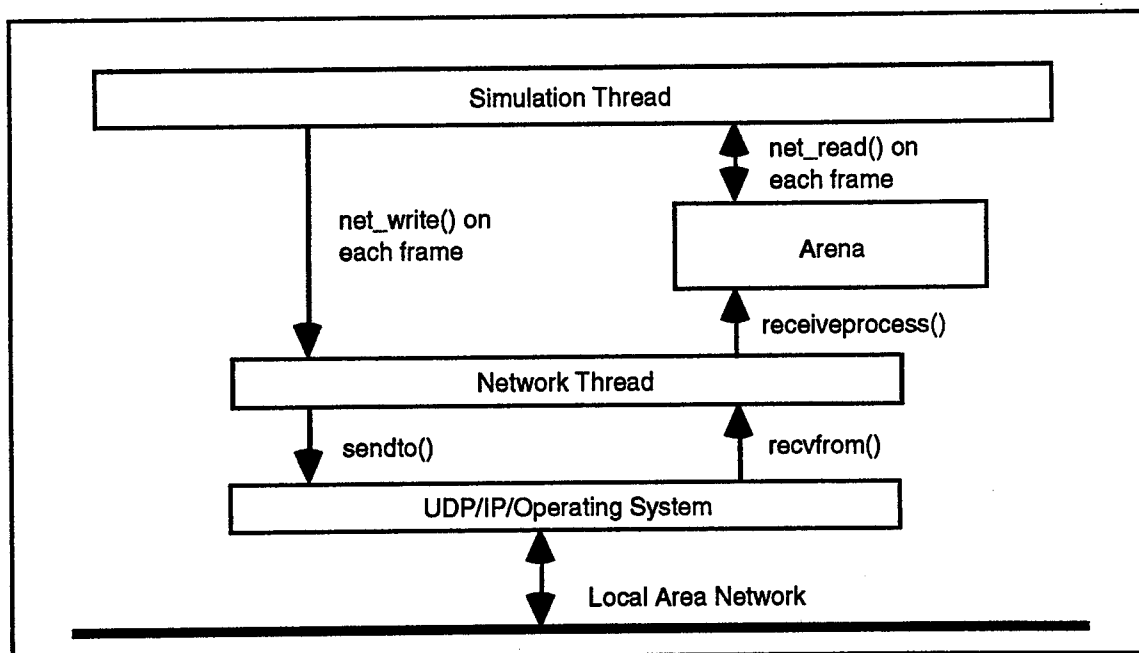 Simulation Thread
net_read() on
each frame
net_write() on
each frame
Arena
receiveprocess()
Network Thread
sendto()
recvfrom()
UDP/IP/Operating System
Local Area Network